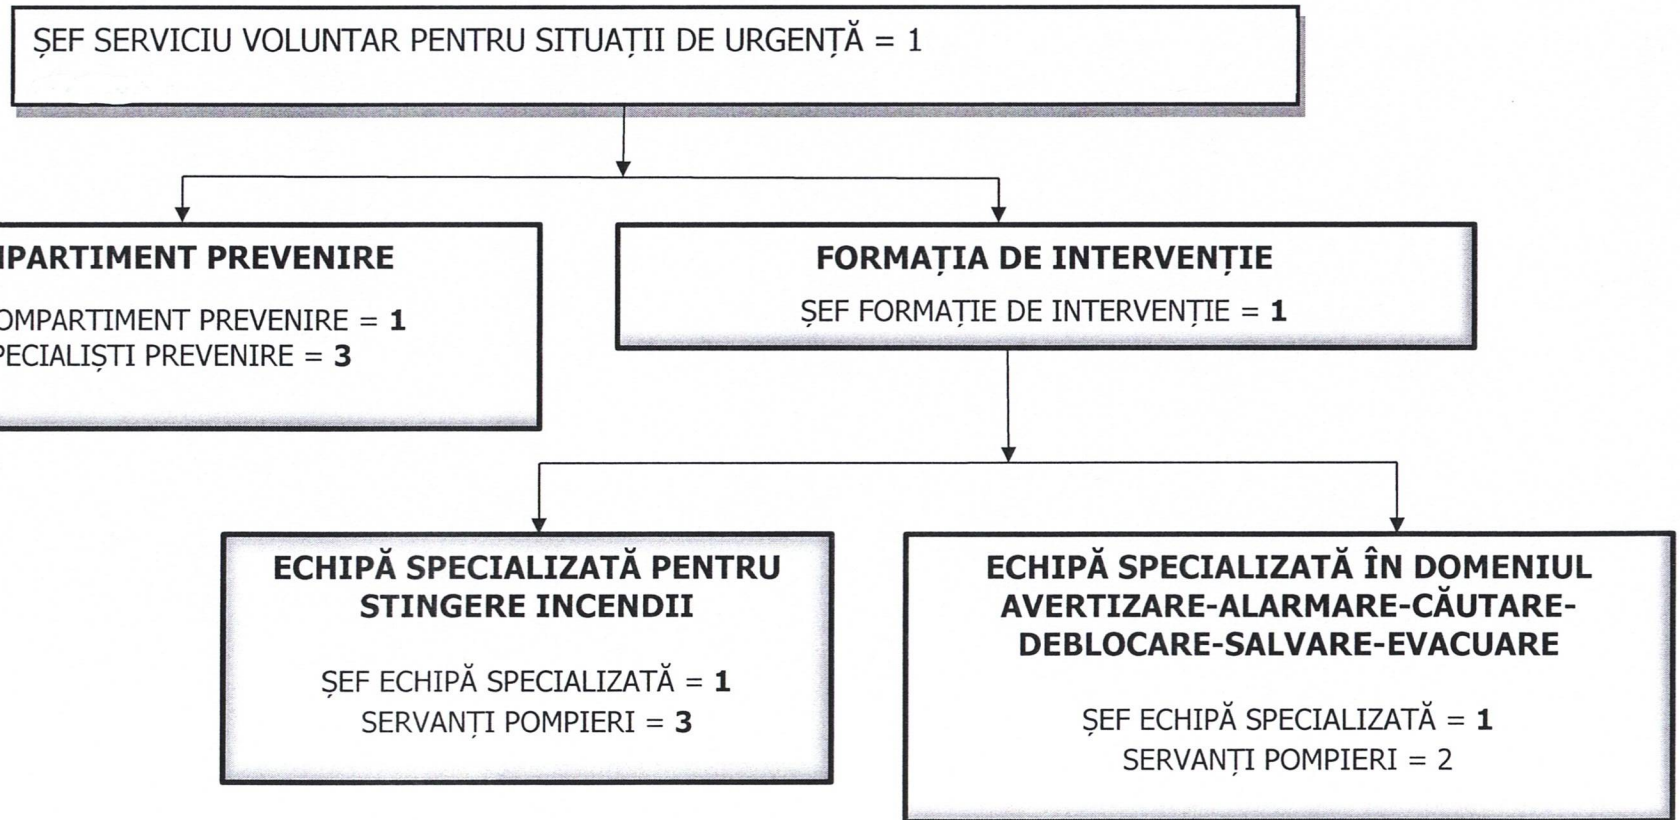 ȘEF SERVICIU VOLUNTAR PENTRU SITUAȚII DE URGENȚĂ = 1
MPARTIMENT PREVENIRE
OMPARTIMENT PREVENIRE = 1
PECIALIȘTI PREVENIRE = 3
FORMAȚIA DE INTERVENȚIE
ȘEF FORMAȚIE DE INTERVENȚIE = 1
ECHIPĂ SPECIALIZATĂ PENTRU
STINGERE INCENDII
ȘEF ECHIPĂ SPECIALIZATĂ = 1
SERVANȚI POMPIERI = 3
ECHIPĂ SPECIALIZATĂ ÎN DOMENIUL
AVERTIZARE-ALARMARE-CĂUTARE-
DEBLOCARE-SALVARE-EVACUARE
ȘEF ECHIPĂ SPECIALIZATĂ = 1
SERVANȚI POMPIERI = 2